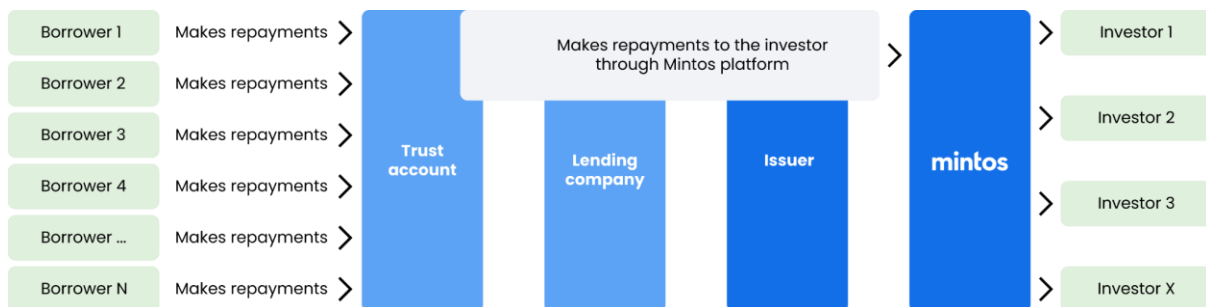 Borrower 1 Makes repayments
Borrower 2 Makes repayments
Borrower 3 Makes repayments
Borrower 4 Makes repayments
Borrower ... Makes repayments
Borrower N Makes repayments
Trust
account
Makes repayments to the investor
through Mintos platform
Lending
company
Issuer
mintos
Investor 1
Investor 2
Investor 3
Investor X